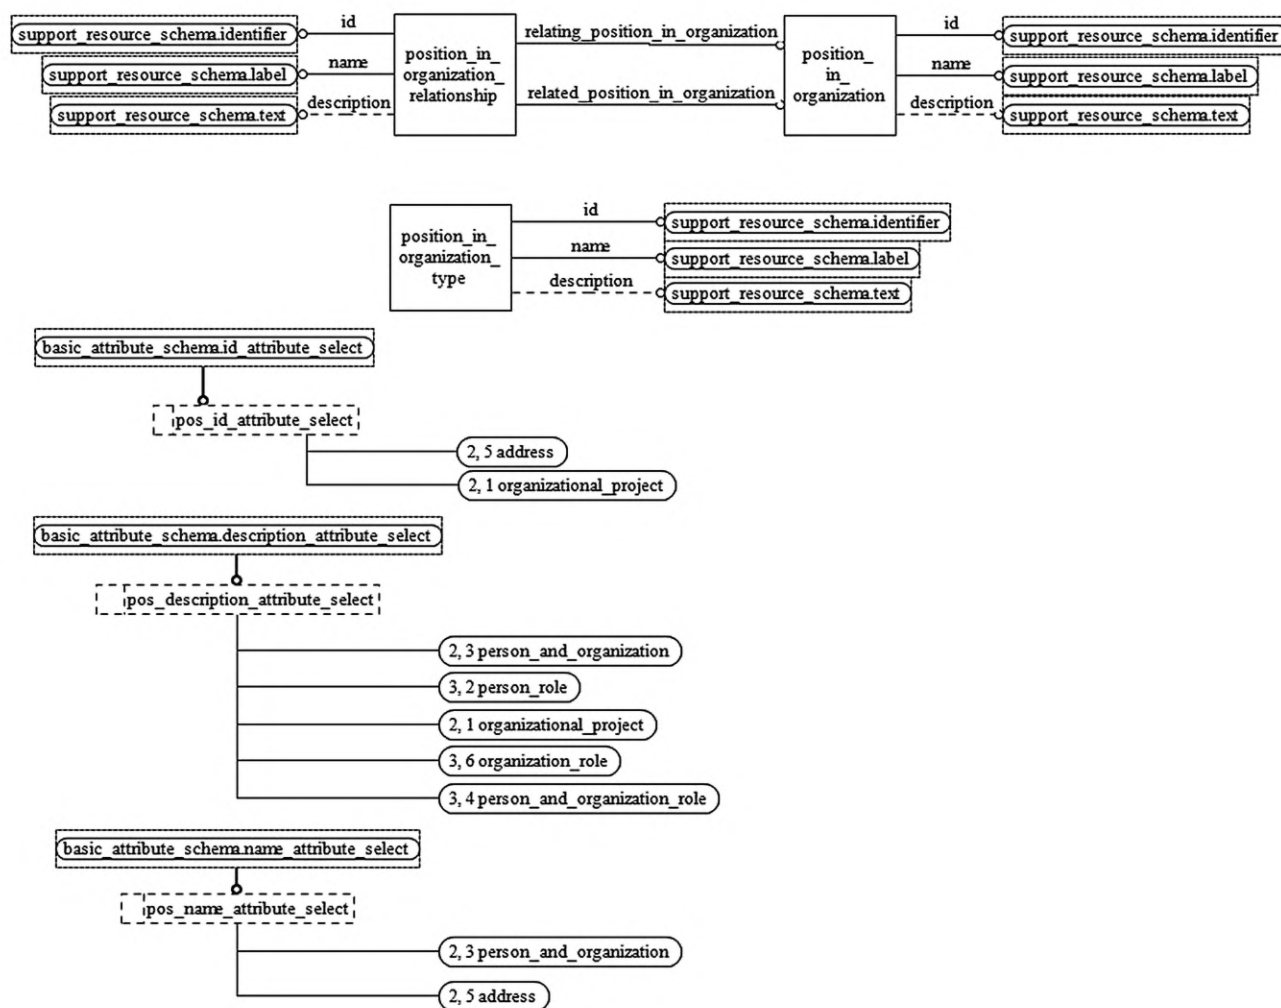 id
support_resource_schema.identifier
name
support_resource_schema.label
description
support_resource_schema.text
position_in_
organization_
relationship
relating_position_in_organization
related_position_in_organization
position_
in_
organization
id
support_resource_schema.identifier
name
support_resource_schema.label
description
support_resource_schema.text
position_in_
organization_
type
id
support_resource_schema.identifier
name
support_resource_schema.label
description
support_resource_schema.text
basic_attribute_schema.id_attribute_select
pos_id_attribute_select
2, 5 address
2, 1 organizational_project
basic_attribute_schema.description_attribute_select
pos_description_attribute_select
2, 3 person_and_organization
3, 2 person_role
2, 1 organizational_project
3, 6 organization_role
3, 4 person_and_organization_role
basic_attribute_schema.name_attribute_select
pos_name_attribute_select
2, 3 person_and_organization
2, 5 address